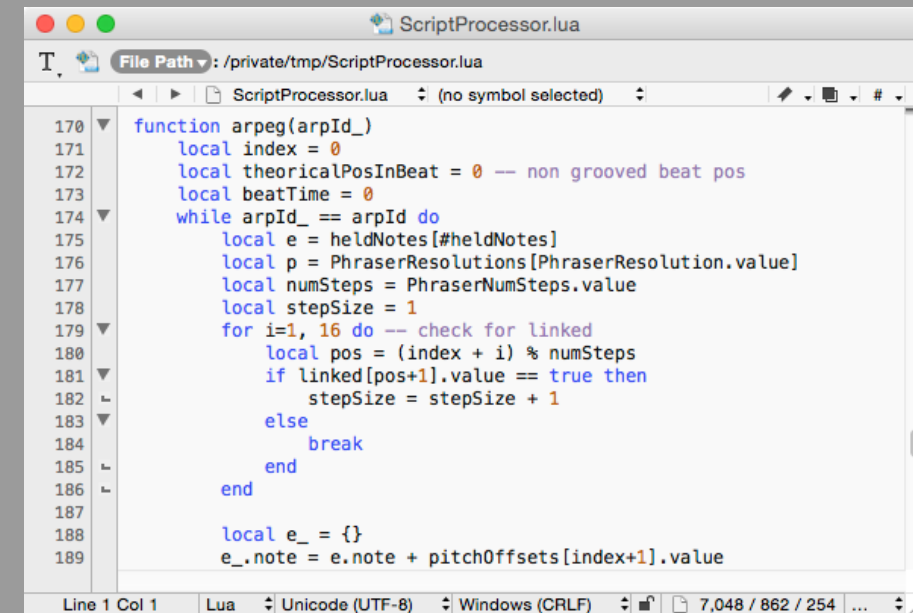 ScriptProcessor.lua
T File Path : /private/tmp/ScriptProcessor.lua
ScriptProcessor.lua (no symbol selected) #
170 function arpeg(arpId_)
171     local index = 0
172     local theoricalPosInBeat = 0 -- non grooved beat pos
173     local beatTime = 0
174     while arpId_ == arpId do
175         local e = heldNotes[#heldNotes]
176         local p = PhraserResolutions[PhraserResolution.value]
177         local numSteps = PhraserNumSteps.value
178         local stepSize = 1
179         for i=1, 16 do -- check for linked
180             local pos = (index + i) % numSteps
181             if linked[pos+1].value == true then
182                 stepSize = stepSize + 1
183             else
184                 break
185             end
186         end
187
188         local e_ = {}
189         e_.note = e.note + pitchOffsets[index+1].value
Line 1 Col 1 Lua Unicode (UTF-8) Windows (CRLF) 7,048 / 862 / 254 ...